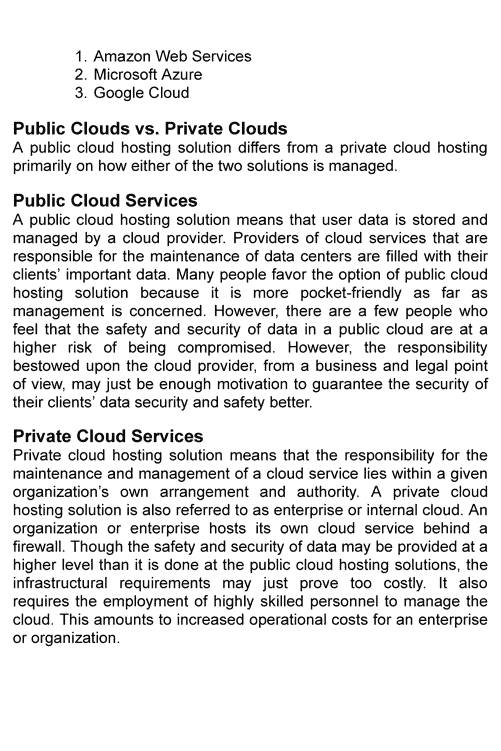 1. Amazon Web Services
2. Microsoft Azure
3. Google Cloud
Public Clouds vs. Private Clouds
A public cloud hosting solution differs from a private cloud hosting
primarily on how either of the two solutions is managed.
Public Cloud Services
A public cloud hosting solution means that user data is stored and
managed by a cloud provider. Providers of cloud services that are
responsible for the maintenance of data centers are filled with their
clients’ important data. Many people favor the option of public cloud
hosting solution because it is more pocket-friendly as far as
management is concerned. However, there are a few people who
feel that the safety and security of data in a public cloud are at a
higher risk of being compromised. However, the responsibility
bestowed upon the cloud provider, from a business and legal point
of view, may just be enough motivation to guarantee the security of
their clients’ data security and safety better.
Private Cloud Services
Private cloud hosting solution means that the responsibility for the
maintenance and management of a cloud service lies within a given
organization’s own arrangement and authority. A private cloud
hosting solution is also referred to as enterprise or internal cloud. An
organization or enterprise hosts its own cloud service behind a
firewall. Though the safety and security of data may be provided at a
higher level than it is done at the public cloud hosting solutions, the
infrastructural requirements may just prove too costly. It also
requires the employment of highly skilled personnel to manage the
cloud. This amounts to increased operational costs for an enterprise
or organization.